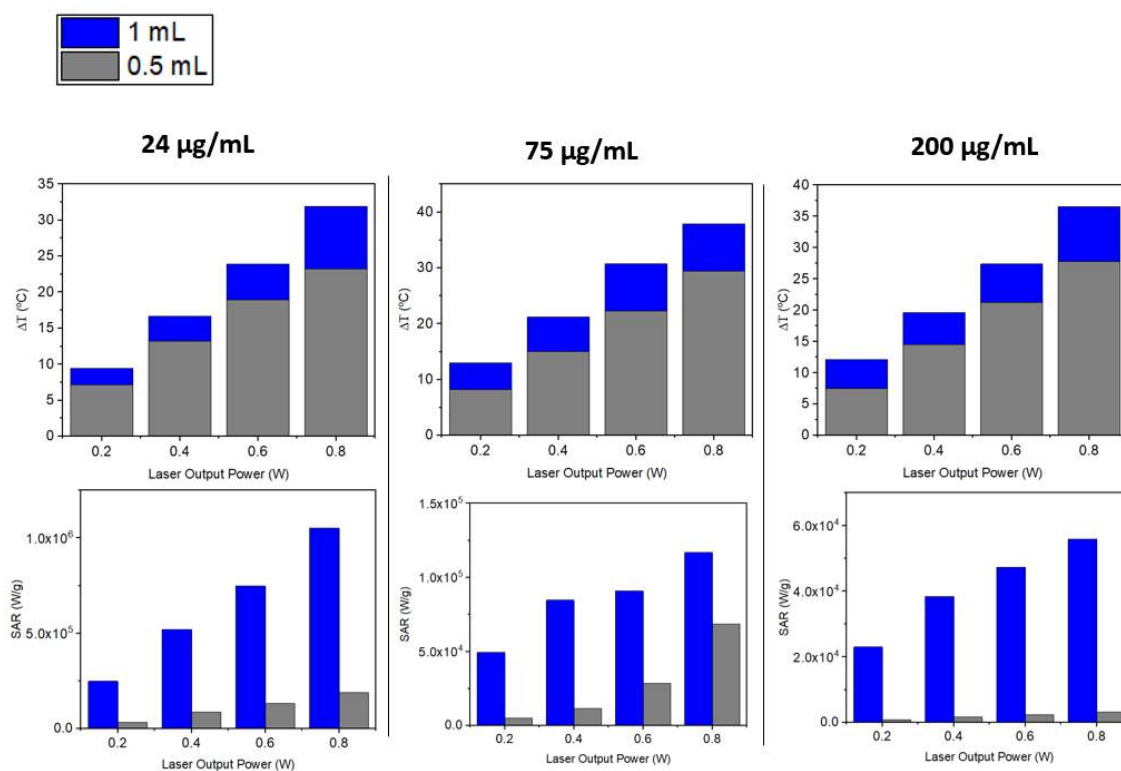 1 mL
0.5 mL
24 µg/mL
75 µg/mL
200 µg/mL
35
30
25
20
15
10
5
0
ΔT (ºC)
0.2 0.4 0.6 0.8
Laser Output Power (W)
40
30
20
10
0
ΔT (ºC)
0.2 0.4 0.6 0.8
Laser Output Power (W)
40
35
30
25
20
15
10
5
0
ΔT (ºC)
0.2 0.4 0.6 0.8
Laser Output Power (W)
1.0x10⁶
5.0x10⁵
0.0
SAR (W/g)
0.2 0.4 0.6 0.8
Laser Output Power (W)
1.5x10⁵
1.0x10⁵
5.0x10⁴
0.0
SAR (W/g)
0.2 0.4 0.6 0.8
Laser Output Power (W)
6.0x10⁴
4.0x10⁴
2.0x10⁴
0.0
SAR (W/g)
0.2 0.4 0.6 0.8
Laser Output Power (W)